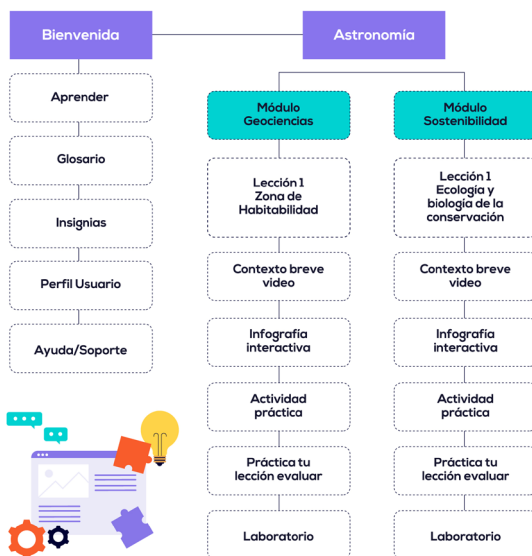 Bienvenida
Astronomía
Aprender
Glosario
Insignias
Perfil Usuario
Ayuda/Soporte
Módulo
Geociencias
Lección 1
Zona de
Habitabilidad
Contexto breve
video
Infografía
interactiva
Actividad
práctica
Práctica tu
lección evaluar
Laboratorio
Módulo
Sostenibilidad
Lección 1
Ecología y
biología de la
conservación
Contexto breve
video
Infografía
interactiva
Actividad
práctica
Práctica tu
lección evaluar
Laboratorio